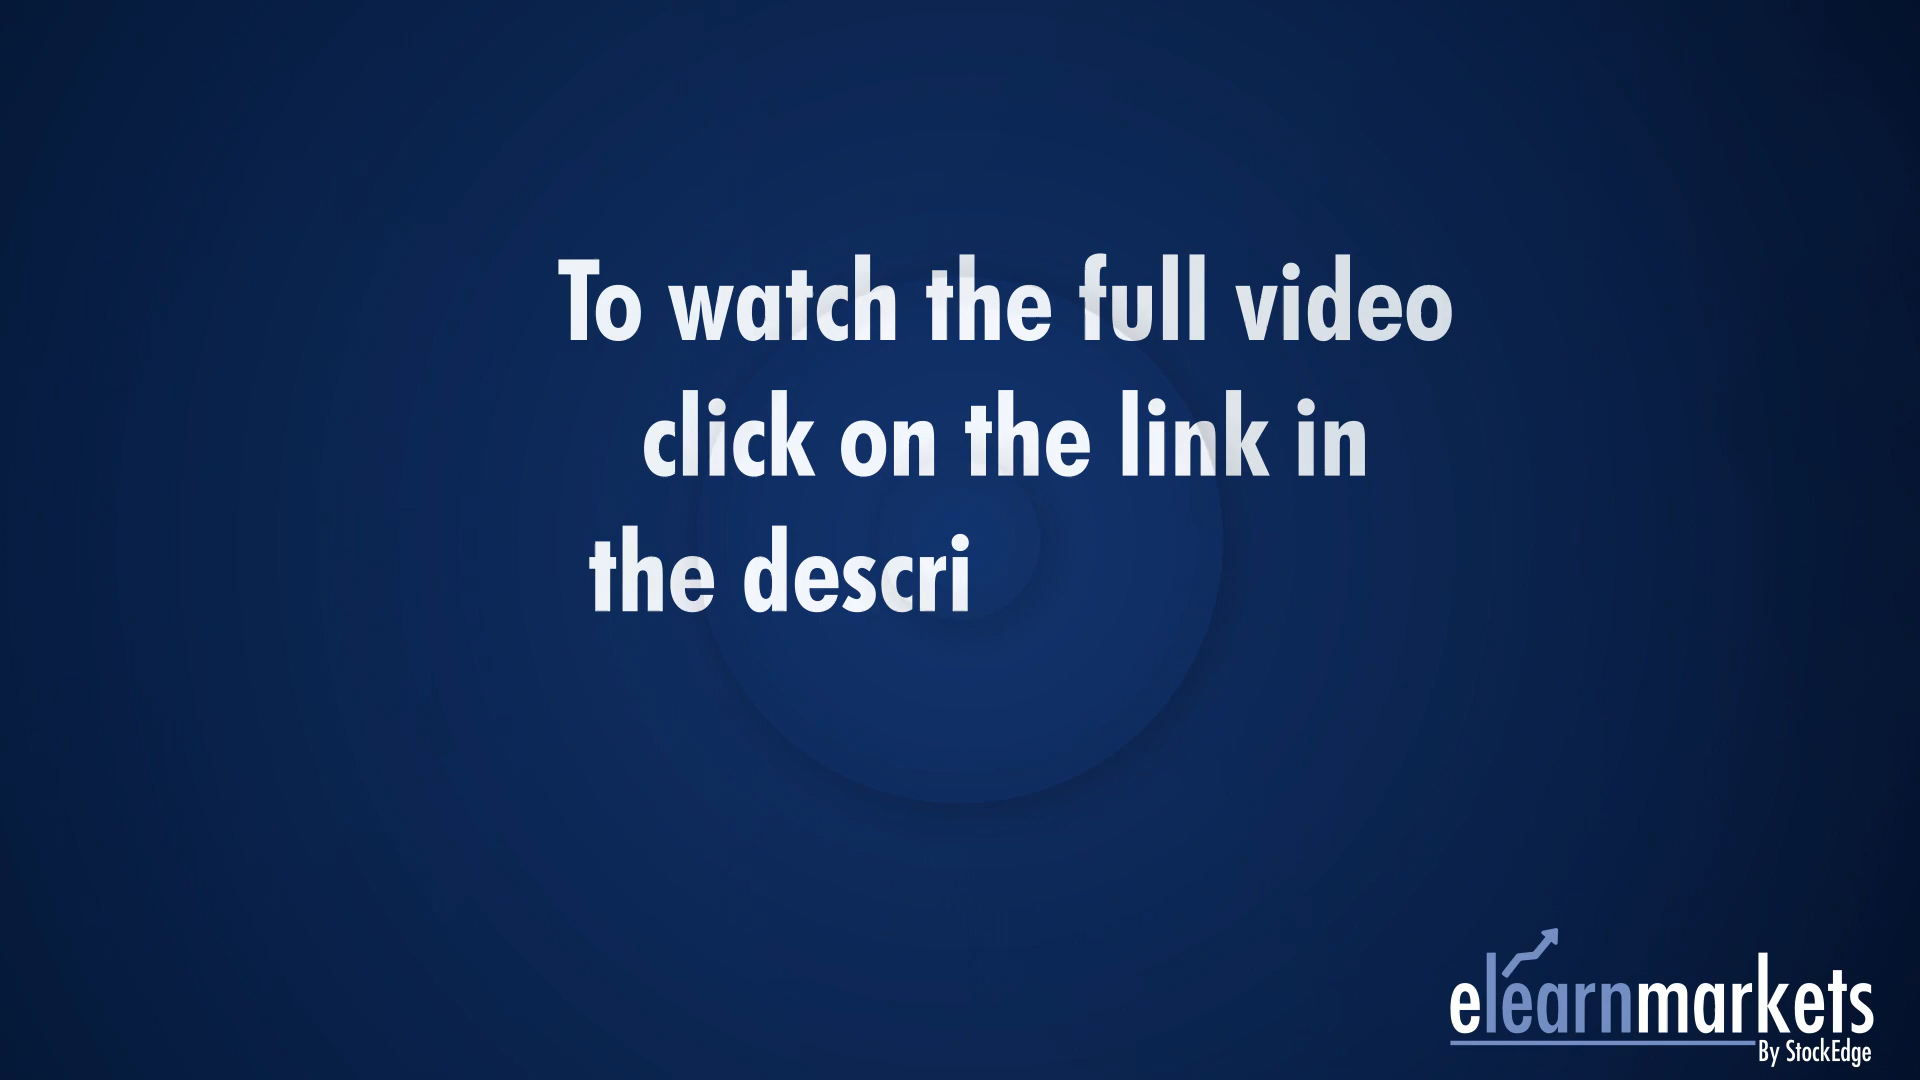 To watch the full video
click on the link in
the descri
elearnmarkets
By StockEdge